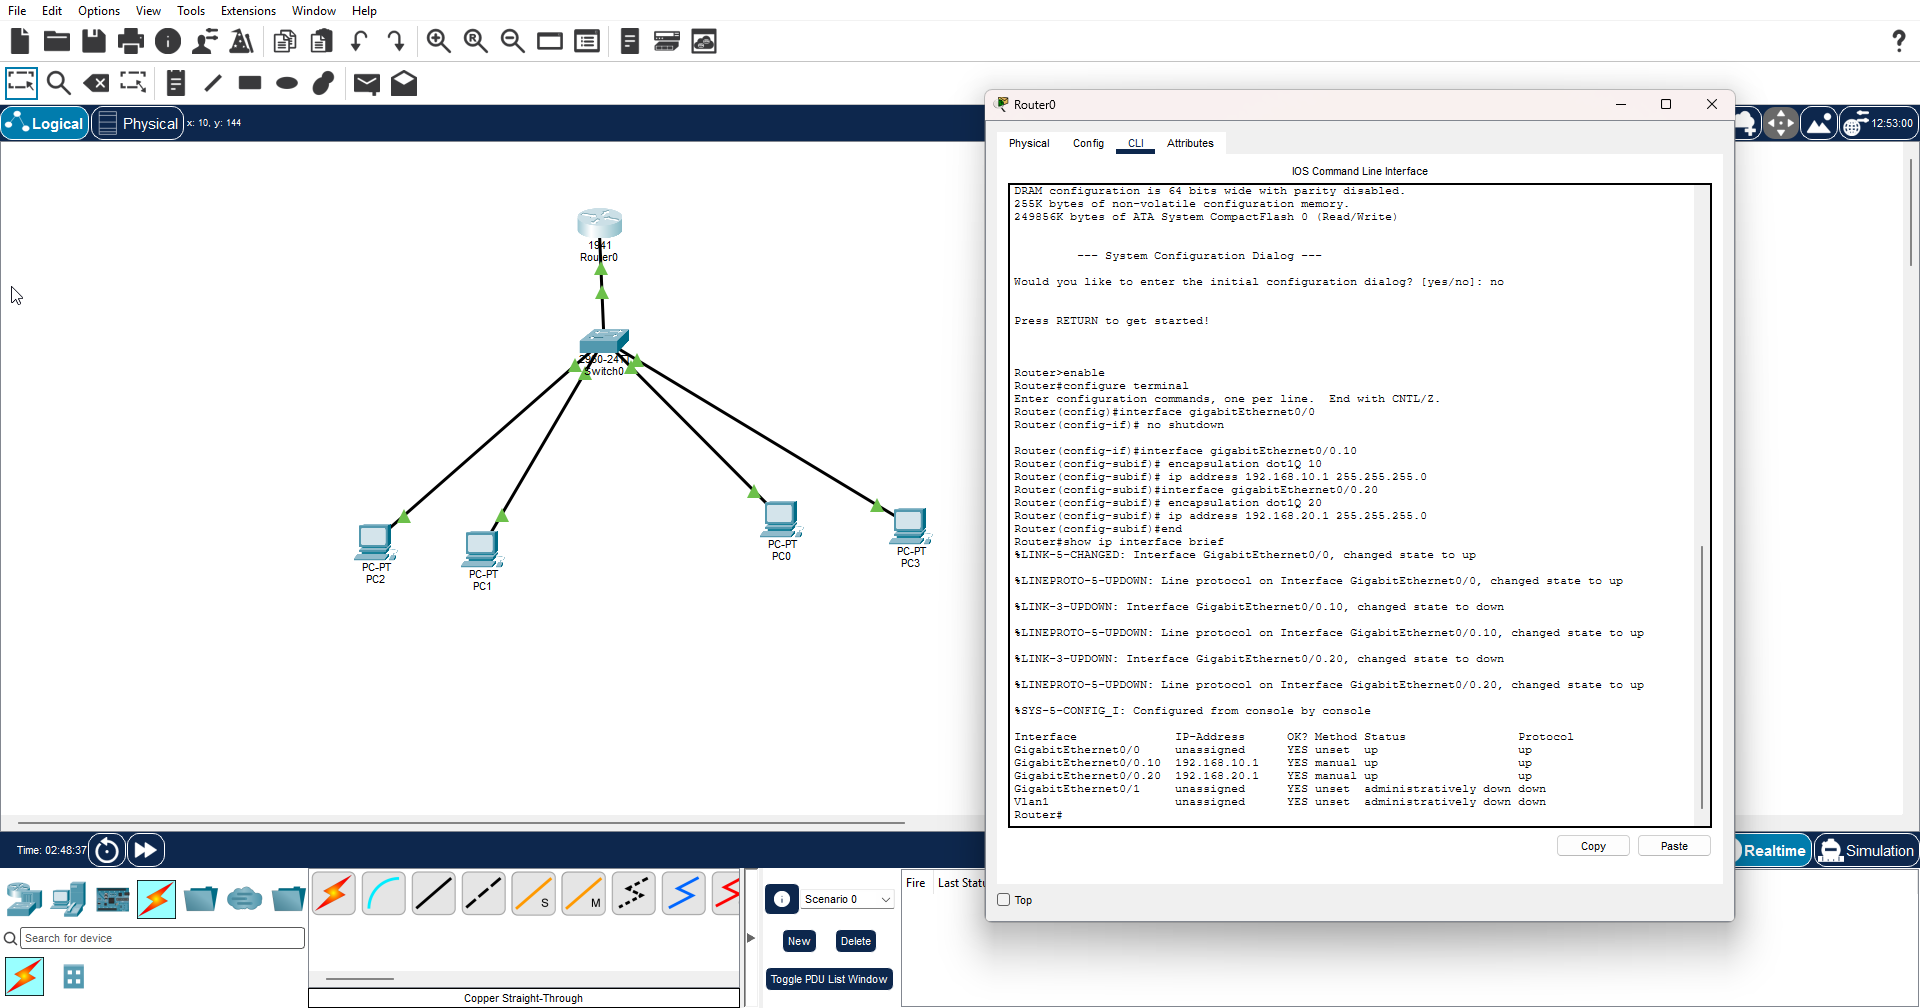 File Edit Options View Tools Extensions Window Help
Logical Physical x: 10, y: 144
12:53:00
1941
Router0
2960-24TT
Switch0
PC-PT
PC2
PC-PT
PC1
PC-PT
PC0
PC-PT
PC3
Router0
Physical Config CLI Attributes
IOS Command Line Interface
DRAM configuration is 64 bits wide with parity disabled.
255K bytes of non-volatile configuration memory.
249856K bytes of ATA System CompactFlash 0 (Read/Write)
--- System Configuration Dialog ---
Would you like to enter the initial configuration dialog? [yes/no]: no
Press RETURN to get started!
Router>enable
Router#configure terminal
Enter configuration commands, one per line. End with CNTL/Z.
Router(config)#interface gigabitEthernet0/0
Router(config-if)# no shutdown
Router(config-if)#interface gigabitEthernet0/0.10
Router(config-subif)# encapsulation dot1Q 10
Router(config-subif)# ip address 192.168.10.1 255.255.255.0
Router(config-subif)#interface gigabitEthernet0/0.20
Router(config-subif)# encapsulation dot1Q 20
Router(config-subif)# ip address 192.168.20.1 255.255.255.0
Router(config-subif)#end
Router#show ip interface brief
%LINK-5-CHANGED: Interface GigabitEthernet0/0, changed state to up
%LINEPROTO-5-UPDOWN: Line protocol on Interface GigabitEthernet0/0, changed state to up
%LINK-3-UPDOWN: Interface GigabitEthernet0/0.10, changed state to down
%LINEPROTO-5-UPDOWN: Line protocol on Interface GigabitEthernet0/0.10, changed state to up
%LINK-3-UPDOWN: Interface GigabitEthernet0/0.20, changed state to down
%LINEPROTO-5-UPDOWN: Line protocol on Interface GigabitEthernet0/0.20, changed state to up
%SYS-5-CONFIG_I: Configured from console by console
Interface IP-Address OK? Method Status Protocol
GigabitEthernet0/0 unassigned YES unset up up
GigabitEthernet0/0.10 192.168.10.1 YES manual up up
GigabitEthernet0/0.20 192.168.20.1 YES manual up up
GigabitEthernet0/1 unassigned YES unset administratively down down
Vlan1 unassigned YES unset administratively down down
Router#
Copy Paste
Top
Time: 02:48:37
Realtime Simulation
Search for device
S
M
Copper Straight-Through
Scenario 0
New Delete
Toggle PDU List Window
Fire Last Statu